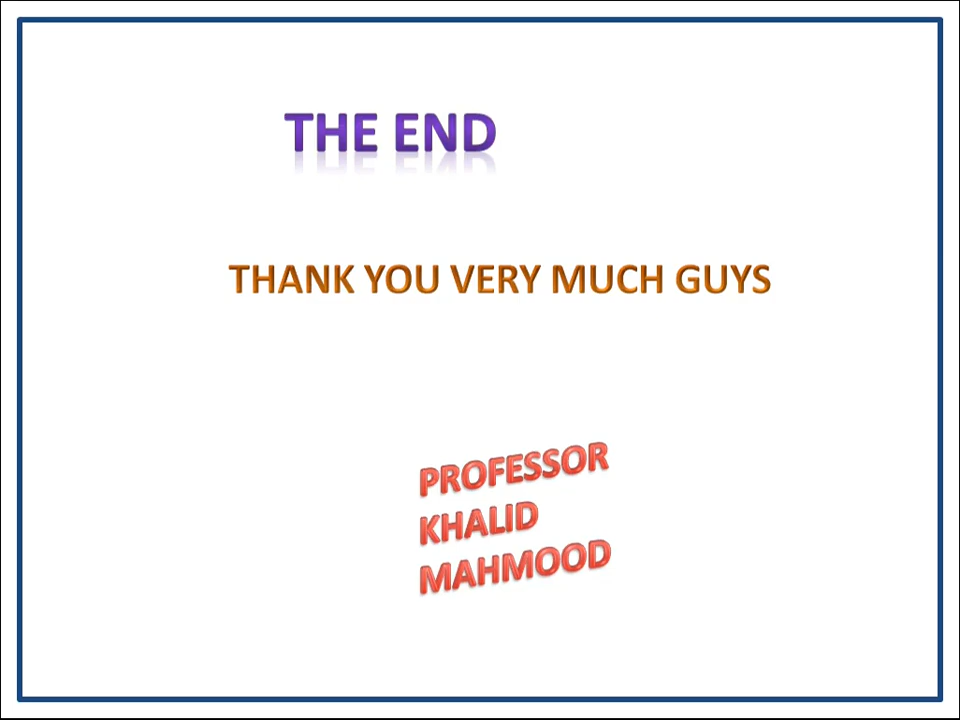 THE END
THANK YOU VERY MUCH GUYS
PROFESSOR
KHALID
MAHMOOD